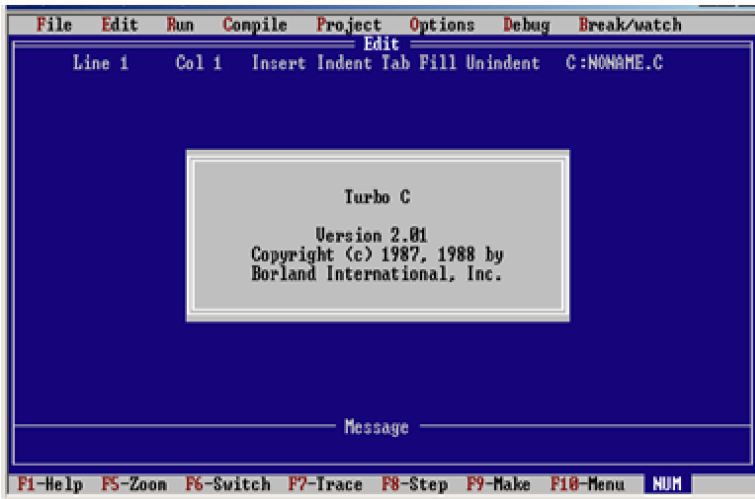 File Edit Run Compile Project Options Debug Break/watch
Edit
Line 1 Col 1 Insert Indent Tab Fill Unindent C:NONAME.C
Turbo C
Version 2.01
Copyright (c) 1987, 1988 by
Borland International, Inc.
Message
F1-Help F5-Zoom F6-Switch F7-Trace F8-Step F9-Make F10-Menu NUM